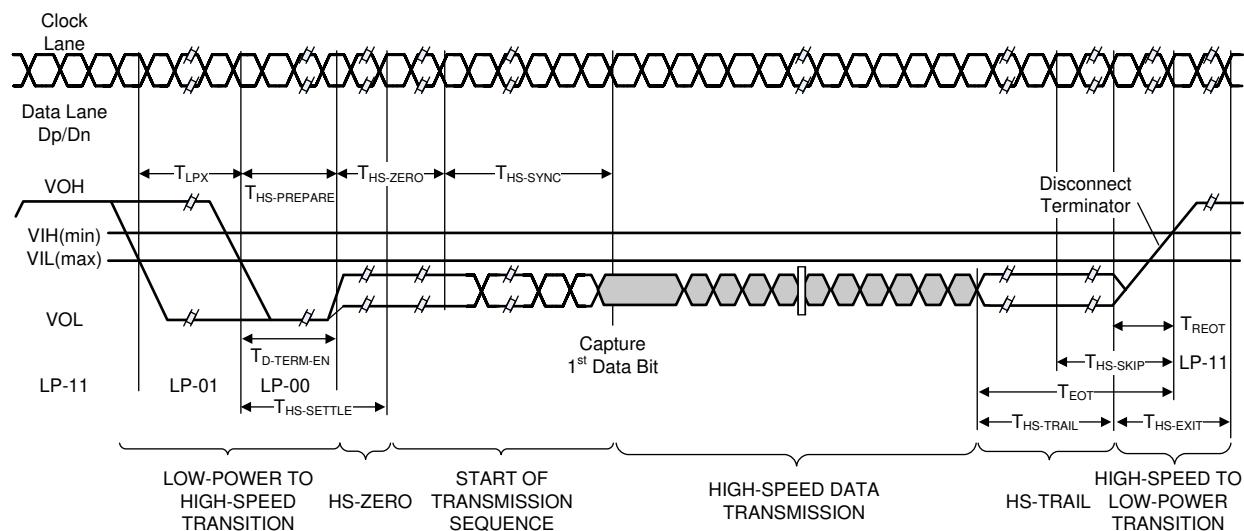 Clock
Lane
Data Lane
Dp/Dn
TLPX
THS-PREPARE
THS-ZERO
THS-SYNC
VOH
VIH(min)
VIL(max)
VOL
Disconnect
Terminator
TD-TERM-EN
Capture
1st Data Bit
TREOT
THS-SKIP
LP-11
LP-11
LP-01
LP-00
THS-SETTLE
TEOT
THS-TRAIL
THS-EXIT
LOW-POWER TO
HIGH-SPEED
TRANSITION
HS-ZERO
START OF
TRANSMISSION
SEQUENCE
HIGH-SPEED DATA
TRANSMISSION
HS-TRAIL
HIGH-SPEED TO
LOW-POWER
TRANSITION